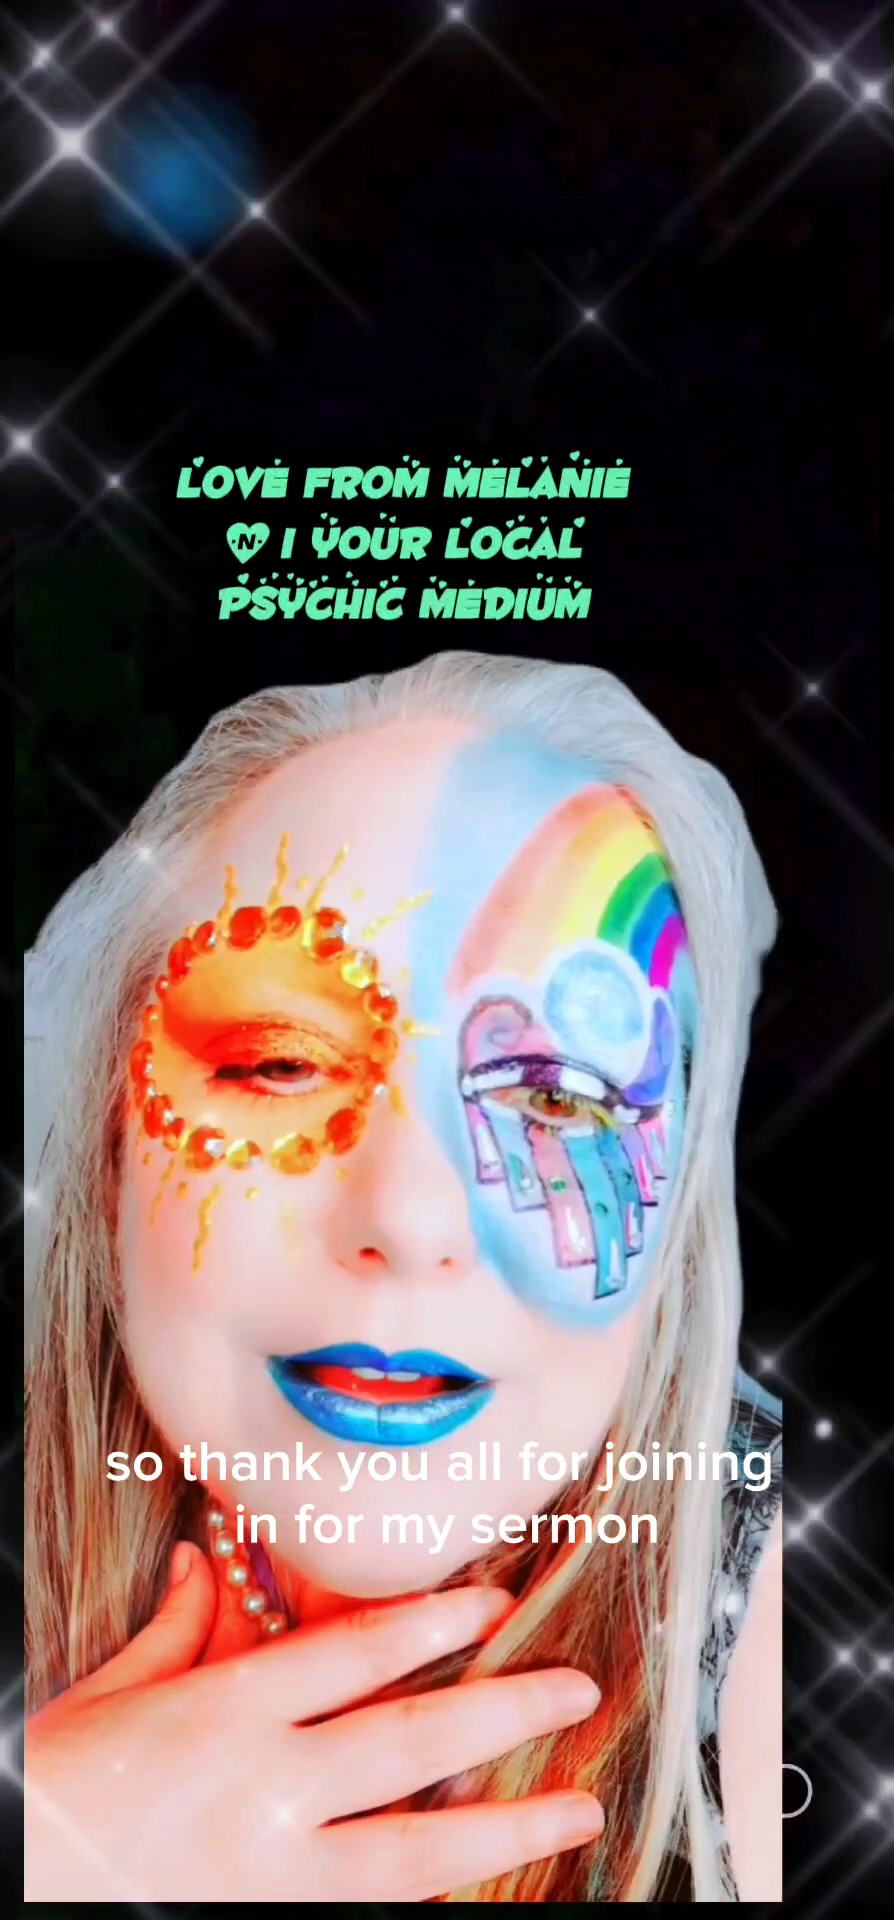 LOVE FROM MELANIE
·N· I YOUR LOCAL
PSYCHIC MEDIUM
so thank you all for joining
in for my sermon